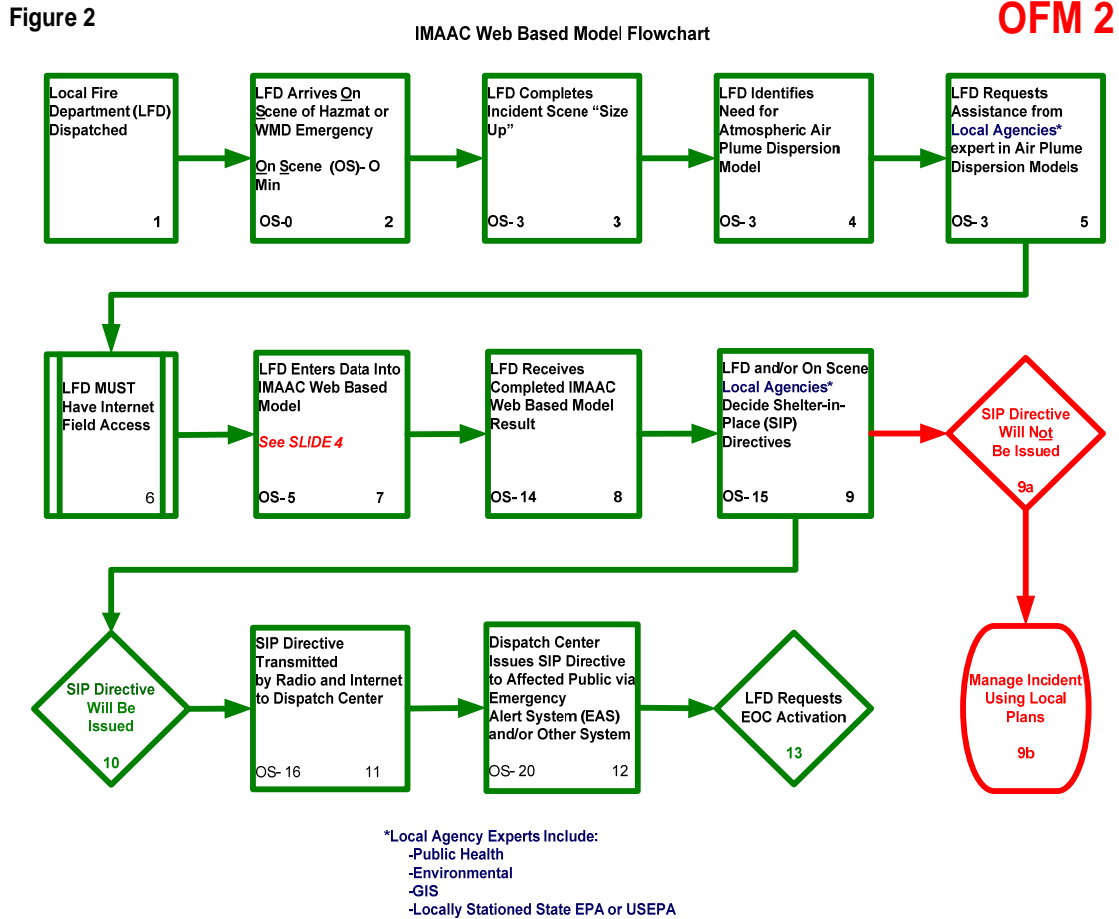 Figure 2
OFM 2
IMAAC Web Based Model Flowchart
Local Fire
Department (LFD)
Dispatched
1
LFD Arrives On
Scene of Hazmat or
WMD Emergency
On Scene (OS)- O
Min
OS-0 2
LFD Completes
Incident Scene “Size
Up”
OS- 3 3
LFD Identifies
Need for
Atmospheric Air
Plume Dispersion
Model
OS- 3 4
LFD Requests
Assistance from
Local Agencies*
expert in Air Plume
Dispersion Models
OS- 3 5
LFD MUST
Have Internet
Field Access
6
LFD Enters Data Into
IMAAC Web Based
Model
See SLIDE 4
OS- 5 7
LFD Receives
Completed IMAAC
Web Based Model
Result
OS- 14 8
LFD and/or On Scene
Local Agencies*
Decide Shelter-in-
Place (SIP)
Directives
OS- 15 9
SIP Directive
Will Not
Be Issued
9a
SIP Directive
Will Be
Issued
10
SIP Directive
Transmitted
by Radio and Internet
to Dispatch Center
OS- 16 11
Dispatch Center
Issues SIP Directive
to Affected Public via
Emergency
Alert System (EAS)
and/or Other System
OS- 20 12
LFD Requests
EOC Activation
13
Manage Incident
Using Local
Plans
9b
*Local Agency Experts Include:
-Public Health
-Environmental
-GIS
-Locally Stationed State EPA or USEPA